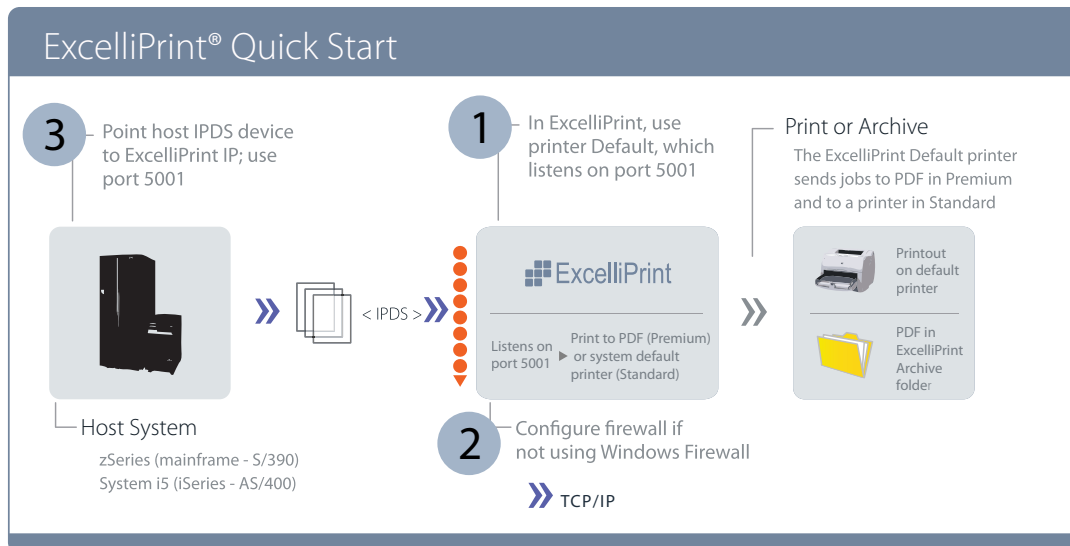 ExcelliPrint® Quick Start
3
Point host IPDS device
to ExcelliPrint IP; use
port 5001
1
In ExcelliPrint, use
printer Default, which
listens on port 5001
Print or Archive
The ExcelliPrint Default printer
sends jobs to PDF in Premium
and to a printer in Standard
< IPDS >
ExcelliPrint
Listens on
port 5001
Print to PDF (Premium)
or system default
printer (Standard)
Printout
on default
printer
PDF in
ExcelliPrint
Archive
folder
Host System
zSeries (mainframe - S/390)
System i5 (iSeries - AS/400)
2
Configure firewall if
not using Windows Firewall
TCP/IP